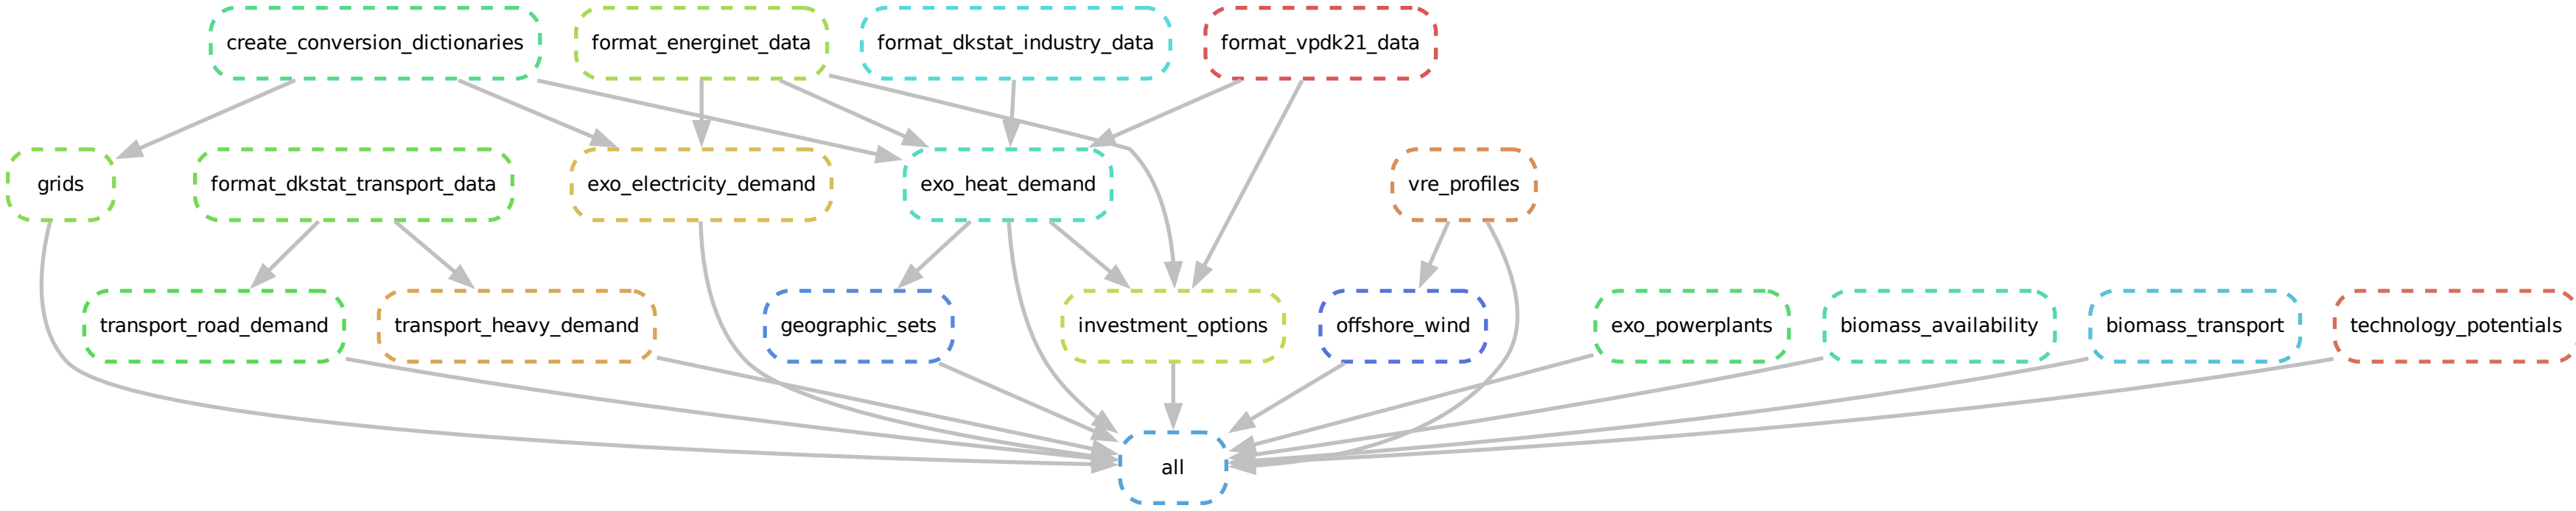 create_conversion_dictionaries
format_energinet_data
format_dkstat_industry_data
format_vpdk21_data
grids
format_dkstat_transport_data
exo_electricity_demand
exo_heat_demand
vre_profiles
transport_road_demand
transport_heavy_demand
geographic_sets
investment_options
offshore_wind
exo_powerplants
biomass_availability
biomass_transport
technology_potentials
all